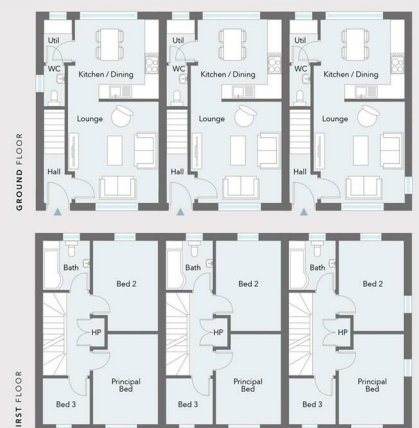 GROUND FLOOR
Util
Util
Util
WC
Kitchen / Dining
WC
Kitchen / Dining
WC
Kitchen / Dining
Lounge
Lounge
Lounge
Hall
Hall
Hall
FIRST FLOOR
Bath
Bath
Bath
Bed 2
Bed 2
Bed 2
HP
HP
HP
Bed 3
Principal
Bed
Bed 3
Principal
Bed
Bed 3
Principal
Bed